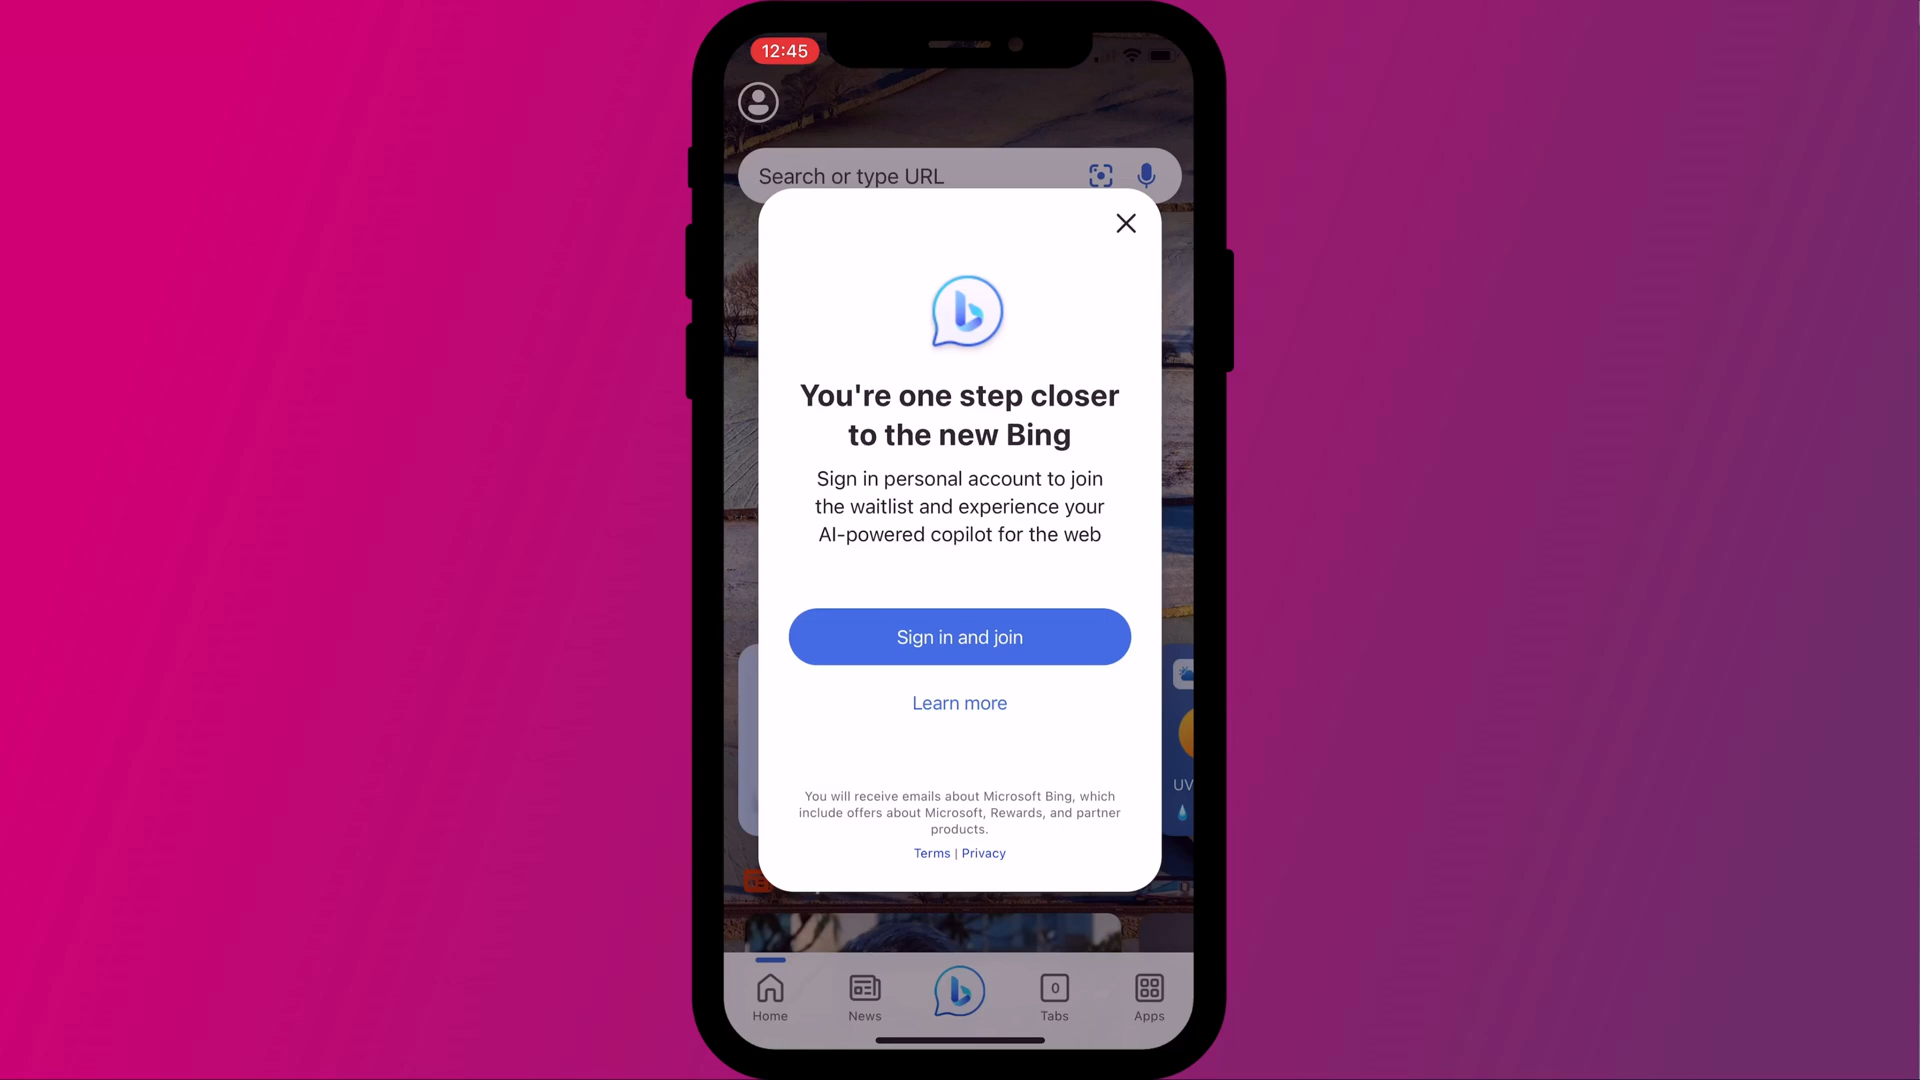 12:45
Search or type URL
You're one step closer
to the new Bing
Sign in personal account to join
the waitlist and experience your
AI-powered copilot for the web
Sign in and join
Learn more
UV
You will receive emails about Microsoft Bing, which
include offers about Microsoft, Rewards, and partner
products.
Terms | Privacy
0
Home News Tabs Apps